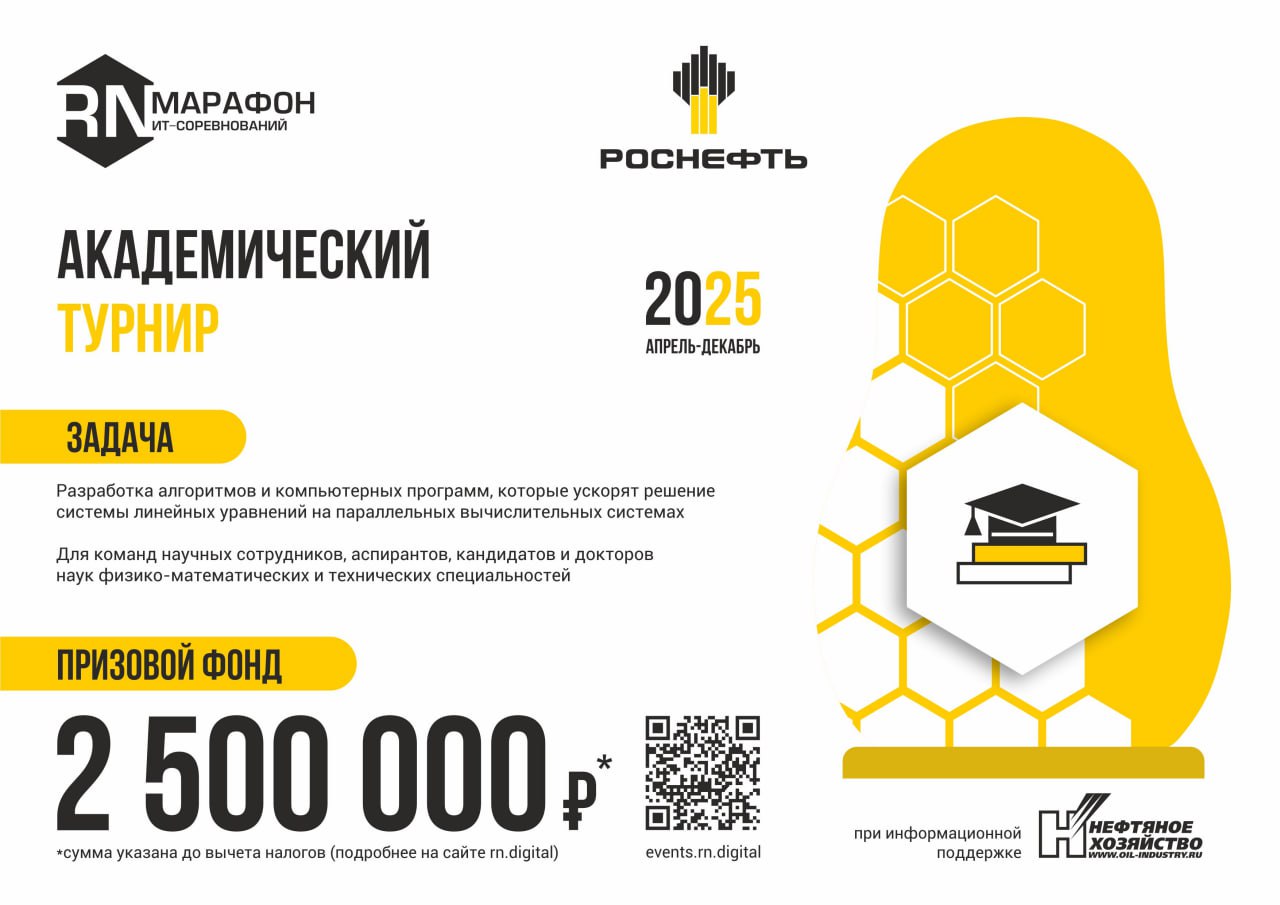 RN МАРАФОН
ИТ-СОРЕВНОВАНИЙ
РОСНЕФТЬ
АКАДЕМИЧЕСКИЙ
ТУРНИР
2025
АПРЕЛЬ-ДЕКАБРЬ
ЗАДАЧА
Разработка алгоритмов и компьютерных программ, которые ускорят решение
системы линейных уравнений на параллельных вычислительных системах
Для команд научных сотрудников, аспирантов, кандидатов и докторов
наук физико-математических и технических специальностей
ПРИЗОВОЙ ФОНД
2 500 000 ₽*
*сумма указана до вычета налогов (подробнее на сайте rn.digital)
events.rn.digital
при информационной
поддержке
НЕФТЯНОЕ
ХОЗЯЙСТВО
WWW.OIL-INDUSTRY.RU